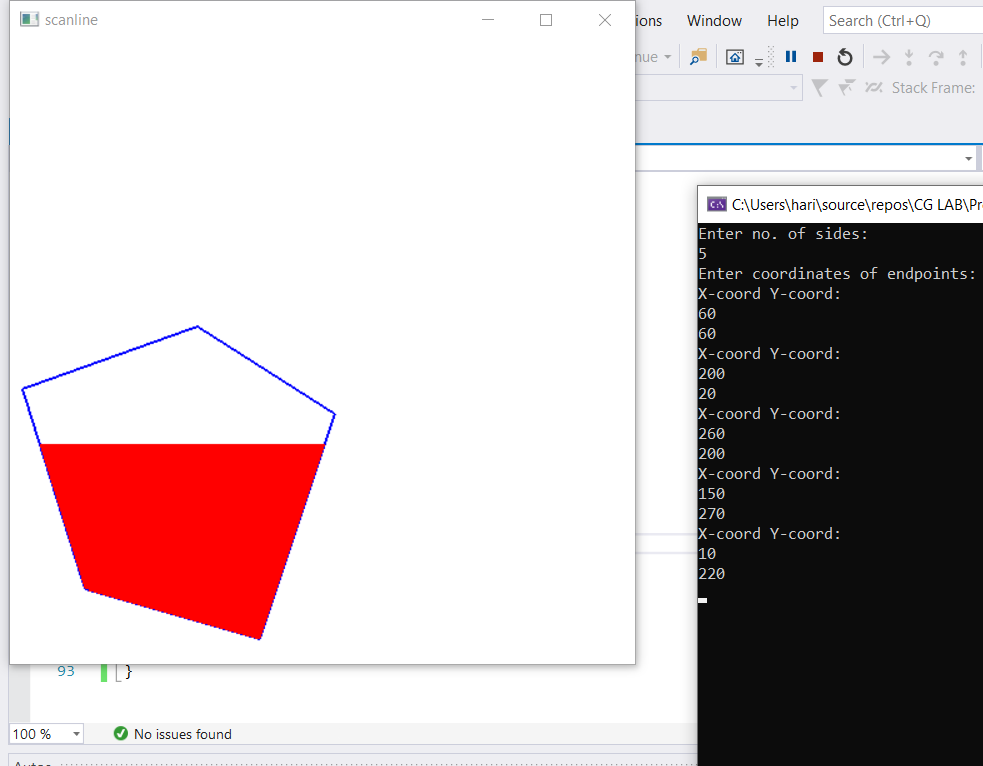 scanline
ions Window Help Search (Ctrl+Q)
nue
Stack Frame:
C:\Users\hari\source\repos\CG LAB\Pr
Enter no. of sides:
5
Enter coordinates of endpoints:
X-coord Y-coord:
60
60
X-coord Y-coord:
200
20
X-coord Y-coord:
260
200
X-coord Y-coord:
150
270
X-coord Y-coord:
10
220
93 }
100 % No issues found
Autos